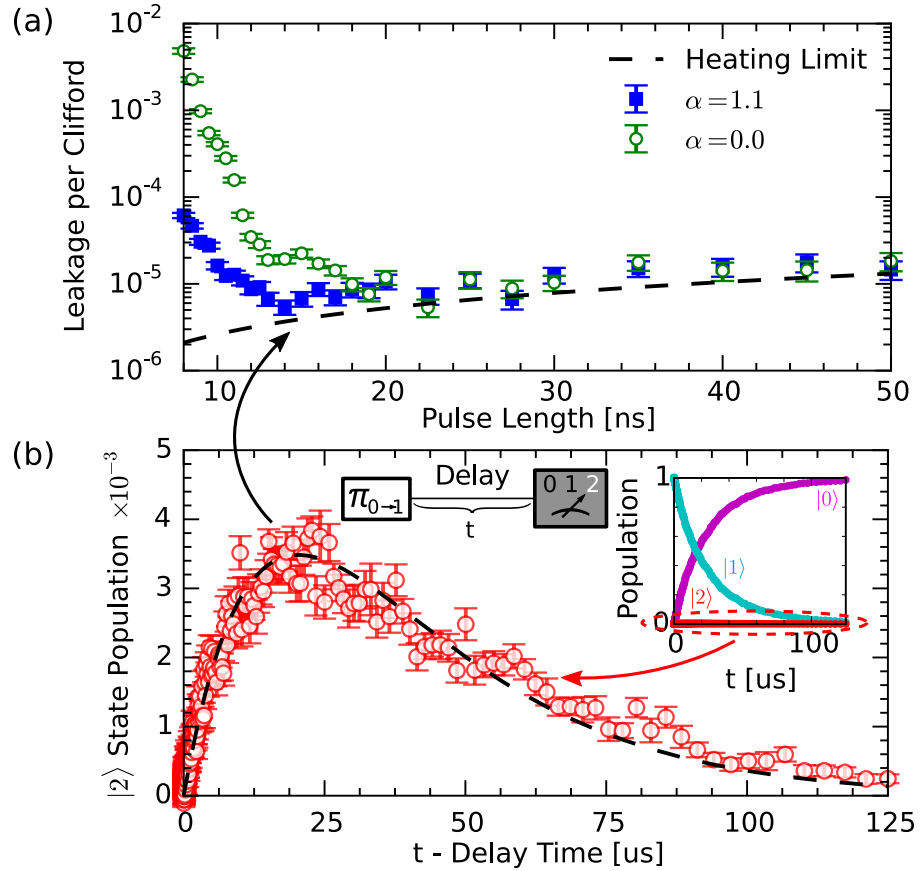 (a)
10⁻²
10⁻³
10⁻⁴
10⁻⁵
10⁻⁶
Leakage per Clifford
Heating Limit
α=1.1
α=0.0
10 20 30 40 50
Pulse Length [ns]
(b)
5
4
3
2
1
0
|2⟩ State Population ×10⁻³
π₀→₁
Delay
t
0 1 2
1
0
Population
|0⟩
|1⟩
|2⟩
0 100
t [us]
0 25 50 75 100 125
t - Delay Time [us]